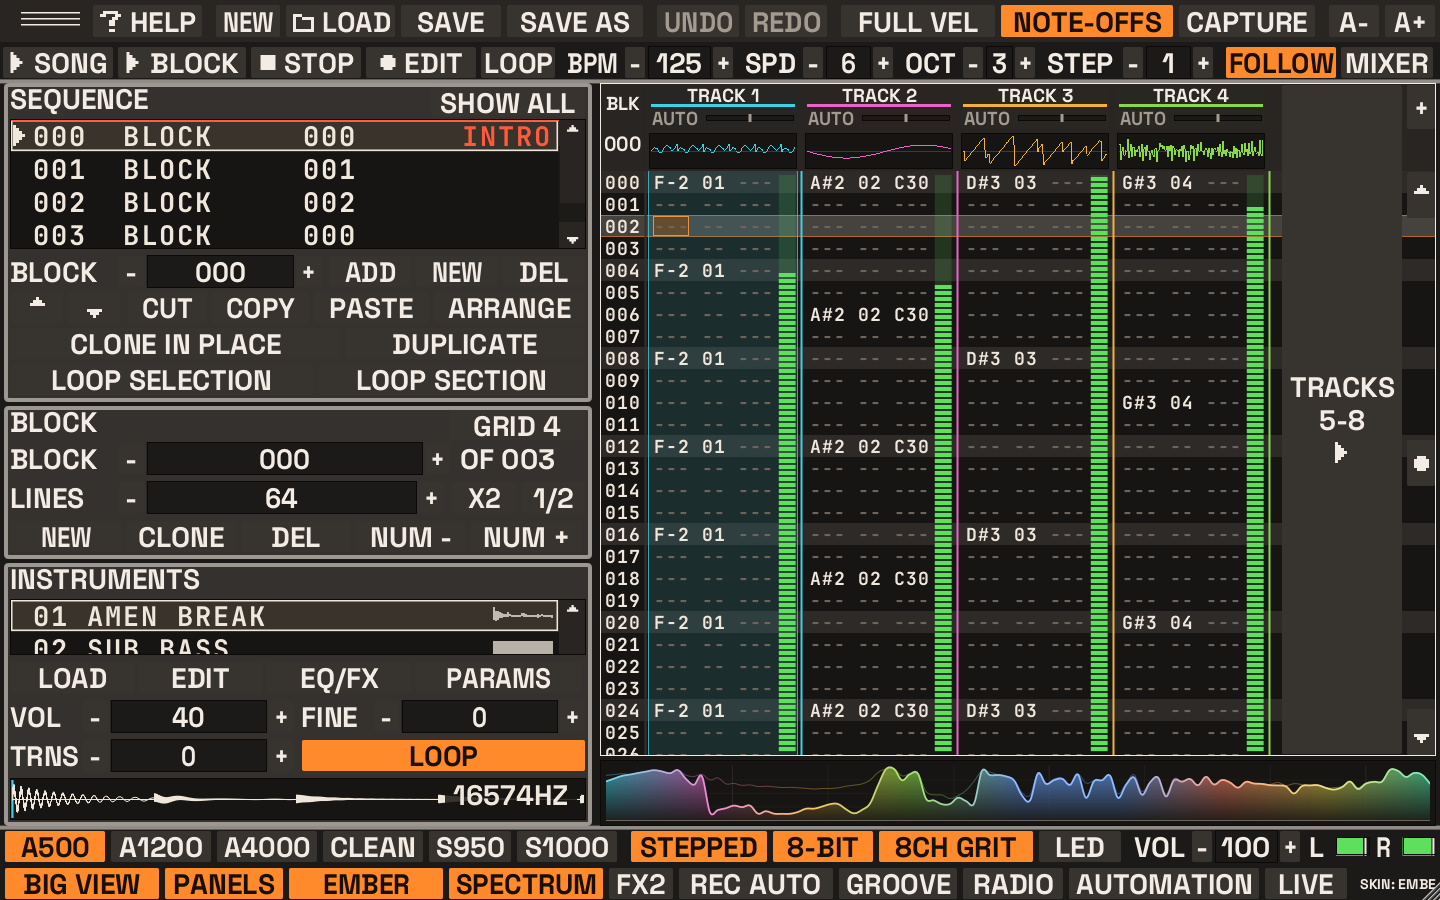 HELP NEW LOAD SAVE SAVE AS UNDO REDO FULL VEL NOTE-OFFS CAPTURE A- A+
SONG BLOCK STOP EDIT LOOP BPM - 125 + SPD - 6 + OCT - 3 + STEP - 1 + FOLLOW MIXER
SEQUENCE SHOW ALL
000 BLOCK 000 INTRO
001 BLOCK 001
002 BLOCK 002
003 BLOCK 000
BLOCK - 000 + ADD NEW DEL
CUT COPY PASTE ARRANGE
CLONE IN PLACE DUPLICATE
LOOP SELECTION LOOP SECTION
BLOCK GRID 4
BLOCK - 000 + OF 003
LINES - 64 + X2 1/2
NEW CLONE DEL NUM - NUM +
INSTRUMENTS
01 AMEN BREAK
02 SUB BASS
LOAD EDIT EQ/FX PARAMS
VOL - 40 + FINE - 0 +
TRNS - 0 + LOOP
16574HZ
BLK TRACK 1 TRACK 2 TRACK 3 TRACK 4 +
AUTO AUTO AUTO AUTO
000
000 F-2 01 --- A#2 02 C30 D#3 03 --- G#3 04 ---
001 --- -- --- --- -- --- --- -- --- --- -- ---
002 --- -- --- --- -- --- --- -- --- --- -- ---
003 --- -- --- --- -- --- --- -- --- --- -- ---
004 F-2 01 --- --- -- --- --- -- --- --- -- ---
005 --- -- --- --- -- --- --- -- --- --- -- ---
006 --- -- --- A#2 02 C30 --- -- --- --- -- ---
007 --- -- --- --- -- --- --- -- --- --- -- ---
008 F-2 01 --- --- -- --- D#3 03 --- --- -- ---
009 --- -- --- --- -- --- --- -- --- --- -- ---
010 --- -- --- --- -- --- --- -- --- G#3 04 ---
011 --- -- --- --- -- --- --- -- --- --- -- ---
012 F-2 01 --- A#2 02 C30 --- -- --- --- -- ---
013 --- -- --- --- -- --- --- -- --- --- -- ---
014 --- -- --- --- -- --- --- -- --- --- -- ---
015 --- -- --- --- -- --- --- -- --- --- -- ---
016 F-2 01 --- --- -- --- D#3 03 --- --- -- ---
017 --- -- --- --- -- --- --- -- --- --- -- ---
018 --- -- --- A#2 02 C30 --- -- --- --- -- ---
019 --- -- --- --- -- --- --- -- --- --- -- ---
020 F-2 01 --- --- -- --- --- -- --- G#3 04 ---
021 --- -- --- --- -- --- --- -- --- --- -- ---
022 --- -- --- --- -- --- --- -- --- --- -- ---
023 --- -- --- --- -- --- --- -- --- --- -- ---
024 F-2 01 --- A#2 02 C30 D#3 03 --- --- -- ---
025 --- -- --- --- -- --- --- -- --- --- -- ---
026
TRACKS
5-8
A500 A1200 A4000 CLEAN S950 S1000 STEPPED 8-BIT 8CH GRIT LED VOL - 100 + L R
BIG VIEW PANELS EMBER SPECTRUM FX2 REC AUTO GROOVE RADIO AUTOMATION LIVE SKIN: EMBE